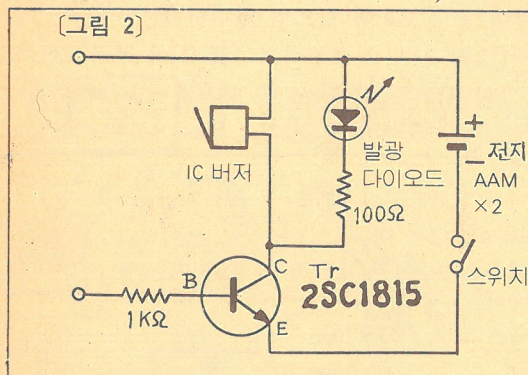 〔그림 2〕
IC 버저
발광
다이오드
100Ω
+
− 전지
AAM
×2
스위치
B
1KΩ
C
Tr
2SC1815
E